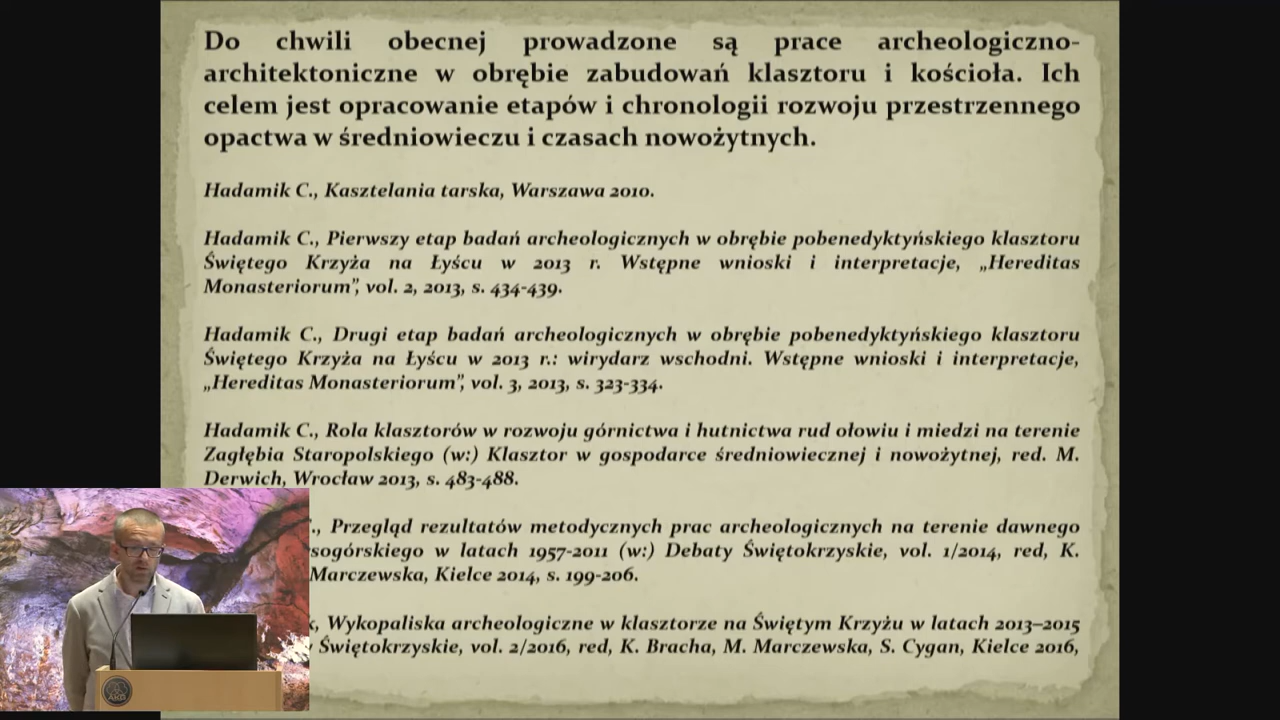 Do chwili obecnej prowadzone są prace archeologiczno-
architektoniczne w obrębie zabudowań klasztoru i kościoła. Ich
celem jest opracowanie etapów i chronologii rozwoju przestrzennego
opactwa w średniowieczu i czasach nowożytnych.
Hadamik C., Kasztelania tarska, Warszawa 2010.
Hadamik C., Pierwszy etap badań archeologicznych w obrębie pobenedyktyńskiego klasztoru
Świętego Krzyża na Łyścu w 2013 r. Wstępne wnioski i interpretacje, „Hereditas
Monasteriorum”, vol. 2, 2013, s. 434-439.
Hadamik C., Drugi etap badań archeologicznych w obrębie pobenedyktyńskiego klasztoru
Świętego Krzyża na Łyścu w 2013 r.: wirydarz wschodni. Wstępne wnioski i interpretacje,
„Hereditas Monasteriorum”, vol. 3, 2013, s. 323-334.
Hadamik C., Rola klasztorów w rozwoju górnictwa i hutnictwa rud ołowiu i miedzi na terenie
Zagłębia Staropolskiego (w:) Klasztor w gospodarce średniowiecznej i nowożytnej, red. M.
Derwich, Wrocław 2013, s. 483-488.
., Przegląd rezultatów metodycznych prac archeologicznych na terenie dawnego
sogórskiego w latach 1957-2011 (w:) Debaty Świętokrzyskie, vol. 1/2014, red, K.
Marczewska, Kielce 2014, s. 199-206.
k, Wykopaliska archeologiczne w klasztorze na Świętym Krzyżu w latach 2013–2015
Świętokrzyskie, vol. 2/2016, red, K. Bracha, M. Marczewska, S. Cygan, Kielce 2016,